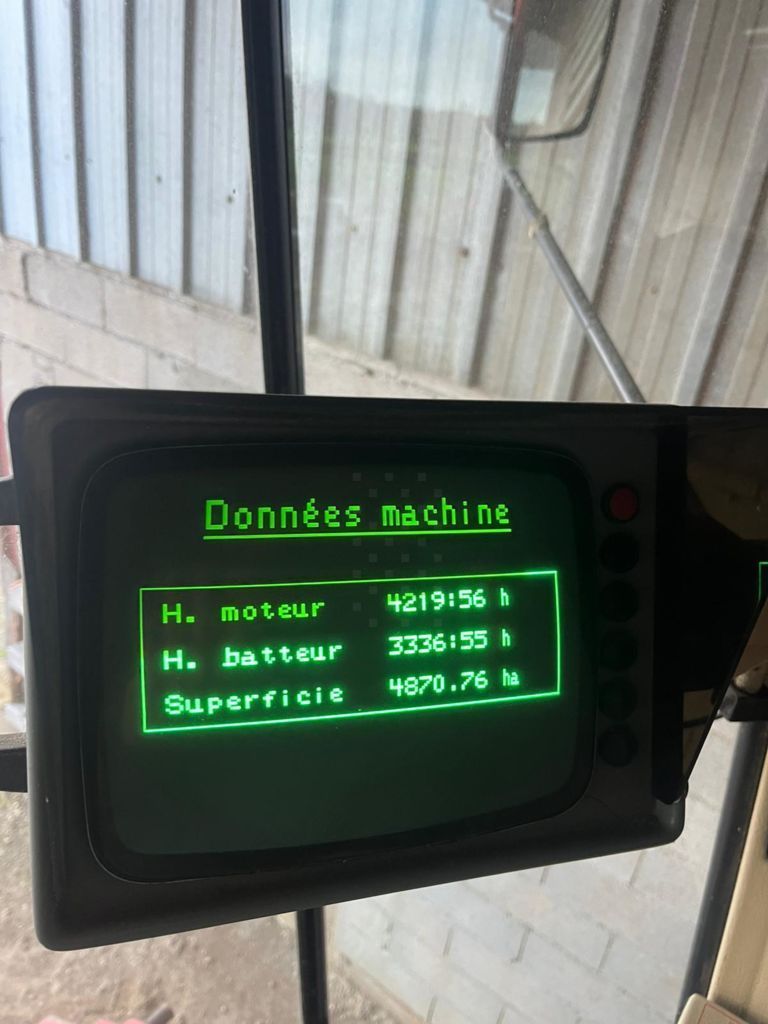 Données machine
H. moteur 4219:56 h
H. batteur 3336:55 h
Superficie 4870.76 ha